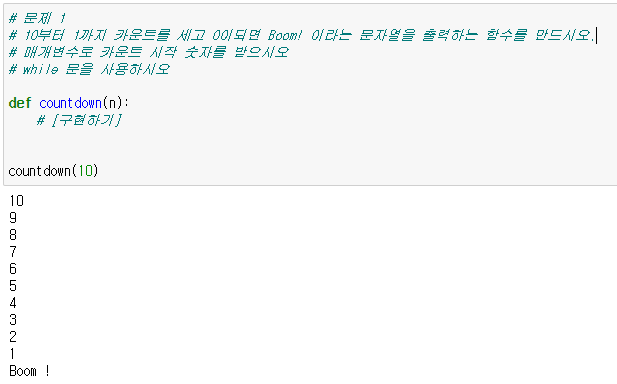 # 문제 1
# 10부터 1까지 카운트를 세고 0이되면 Boom! 이라는 문자열을 출력하는 함수를 만드시오.
# 매개변수로 카운트 시작 숫자를 받으시오
# while 문을 사용하시오
def countdown(n):
# [구현하기]
countdown(10)
10
9
8
7
6
5
4
3
2
1
Boom !